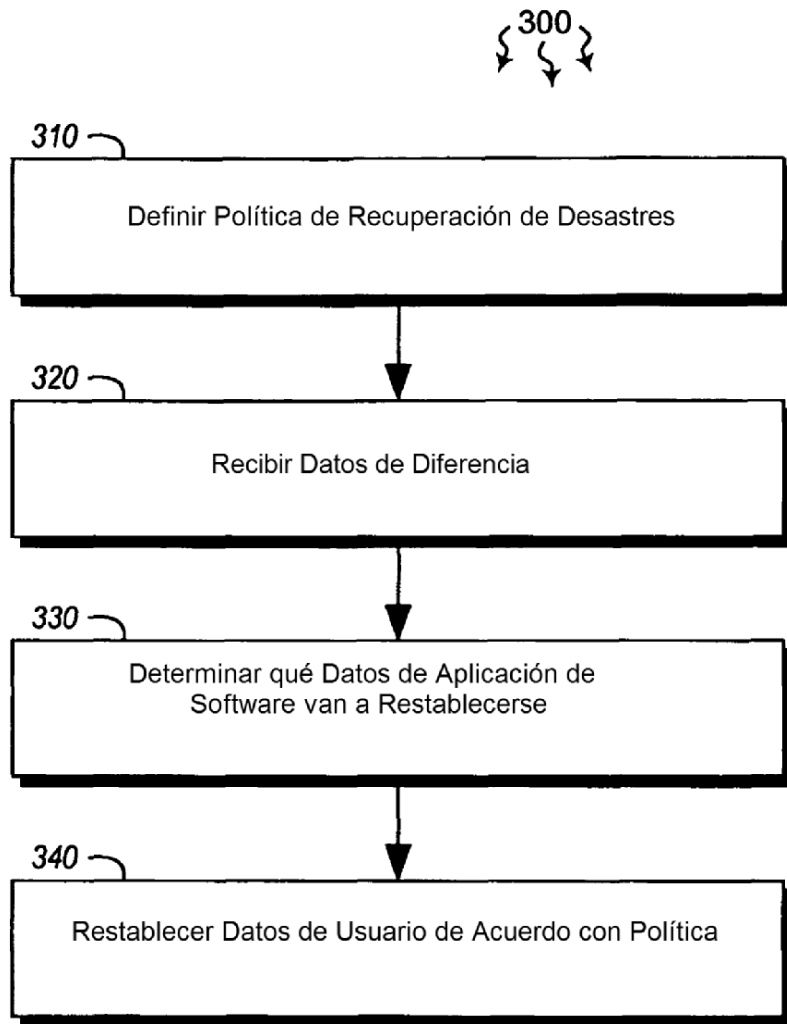 300
310
Definir Política de Recuperación de Desastres
320
Recibir Datos de Diferencia
330
Determinar qué Datos de Aplicación de
Software van a Restablecerse
340
Restablecer Datos de Usuario de Acuerdo con Política